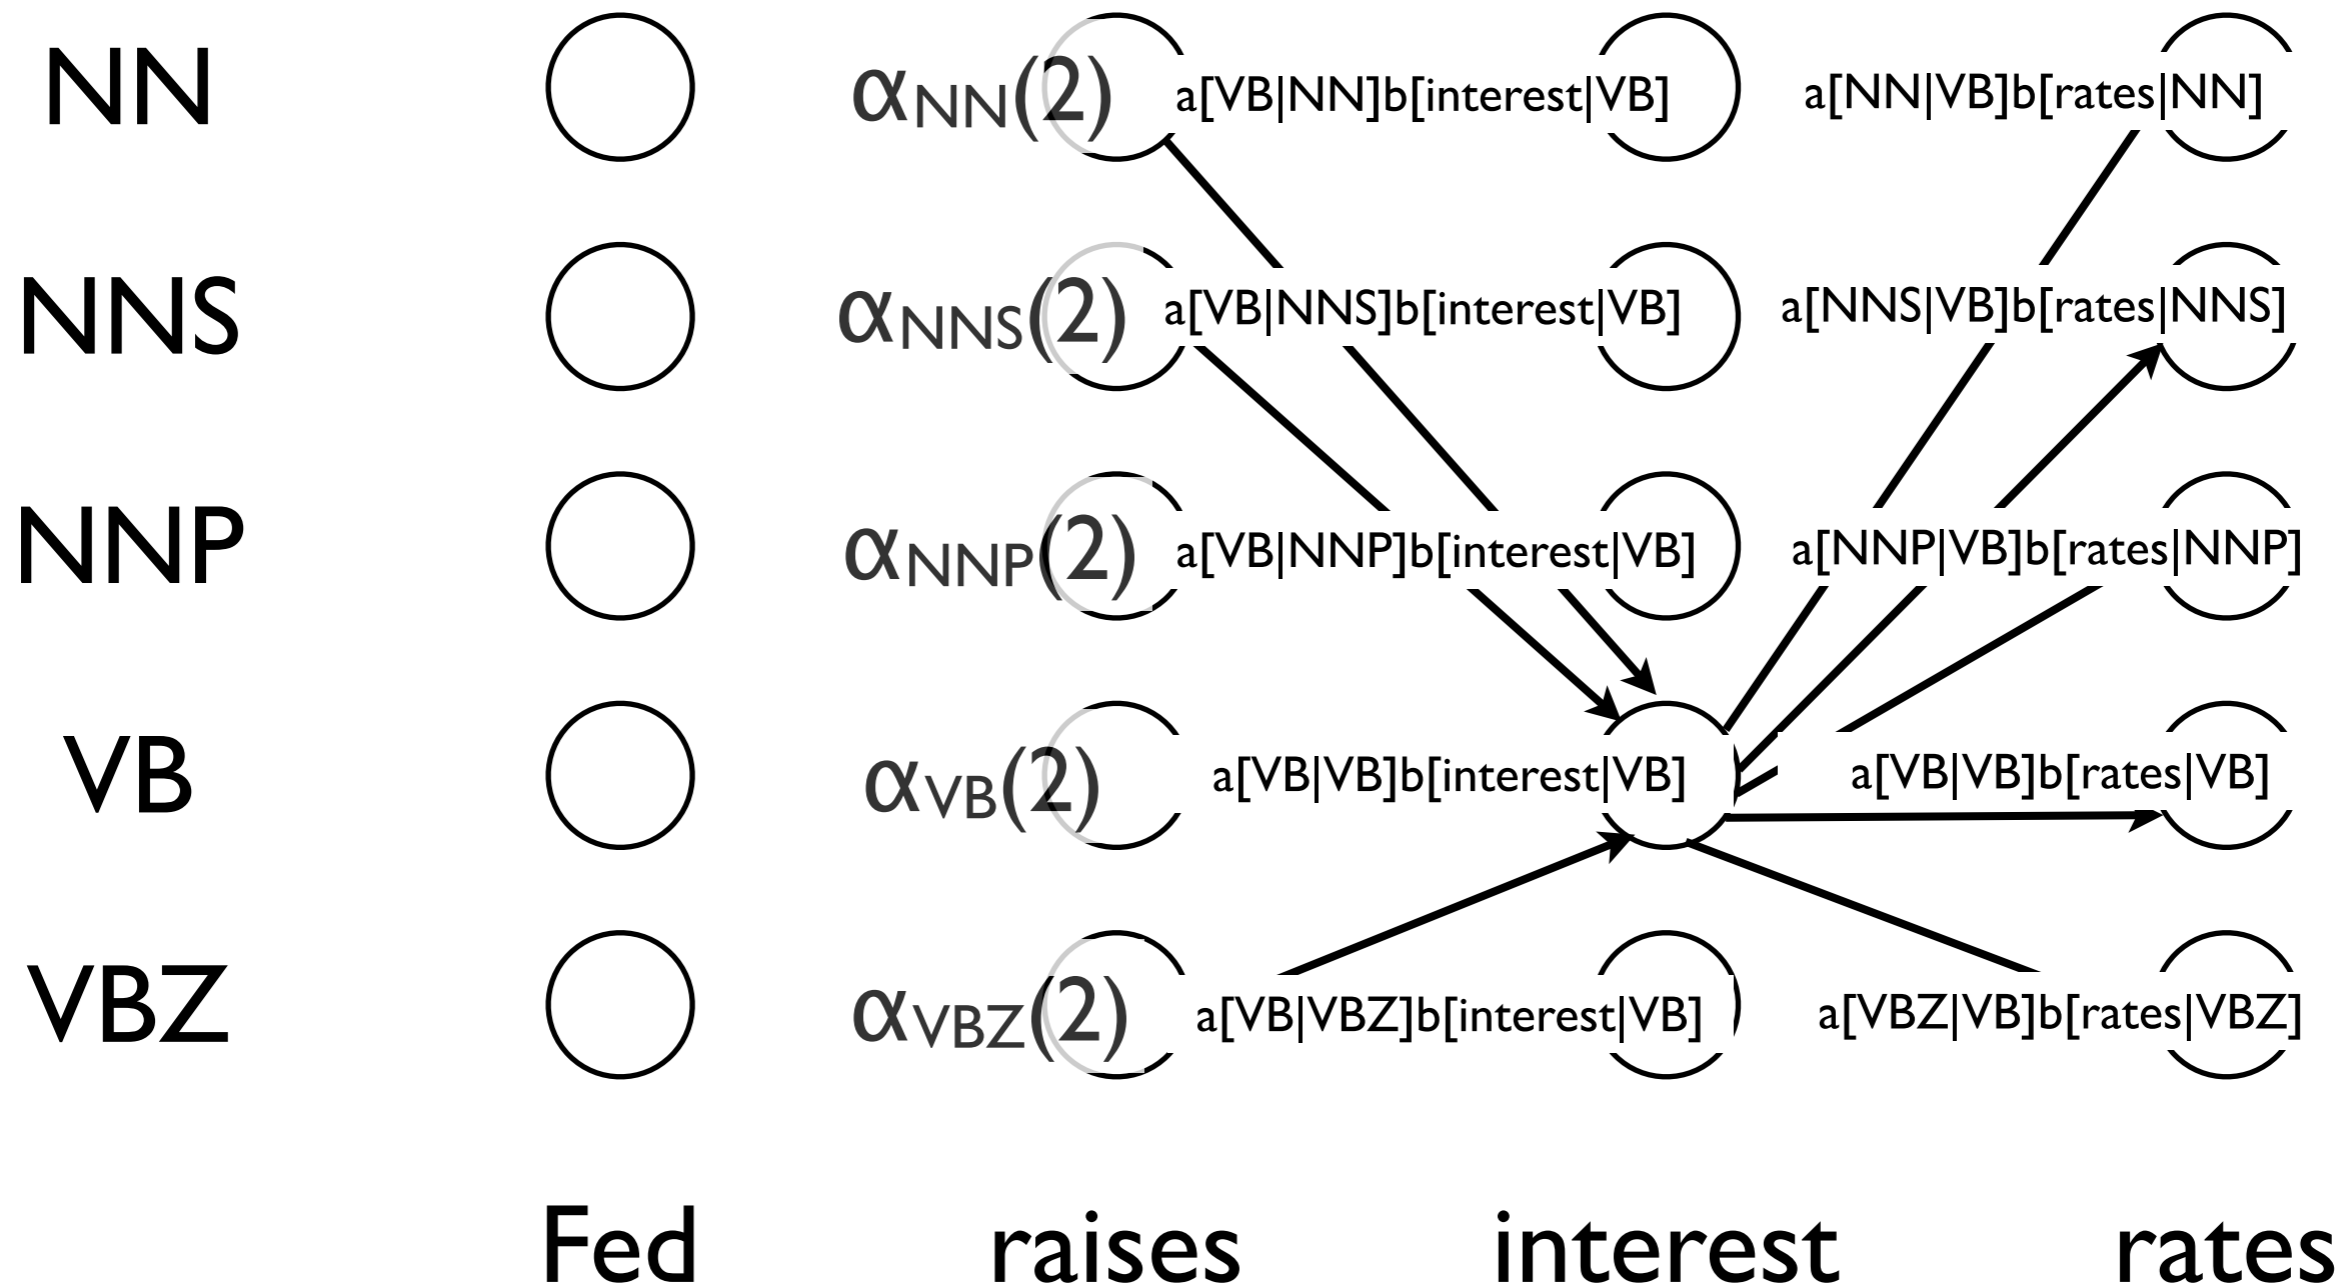 NN αNN(2) a[VB|NN]b[interest|VB] a[NN|VB]b[rates|NN]
NNS αNNS(2) a[VB|NNS]b[interest|VB] a[NNS|VB]b[rates|NNS]
NNP αNNP(2) a[VB|NNP]b[interest|VB] a[NNP|VB]b[rates|NNP]
VB αVB(2) a[VB|VB]b[interest|VB] a[VB|VB]b[rates|VB]
VBZ αVBZ(2) a[VB|VBZ]b[interest|VB] a[VBZ|VB]b[rates|VBZ]
Fed raises interest rates